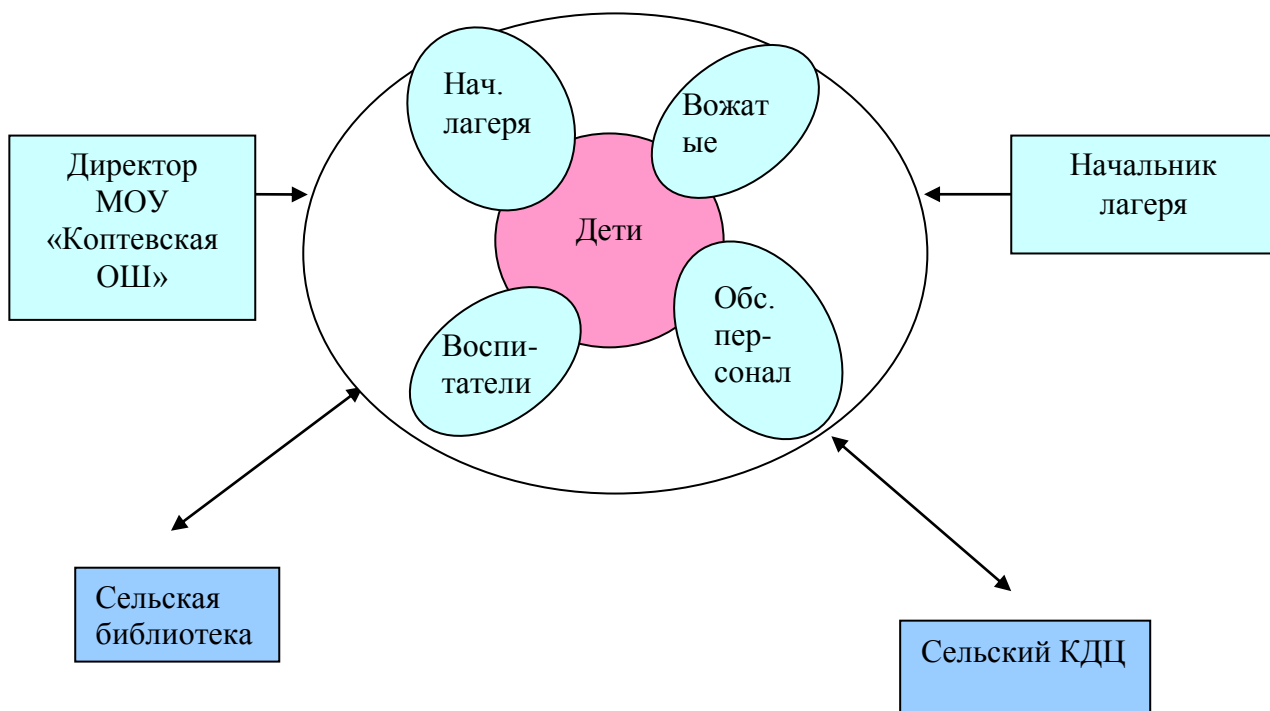 Нач.
лагеря
Вожат
ые
Директор
МОУ
«Коптевская
ОШ»
Начальник
лагеря
Дети
Обс.
пер-
сонал
Воспи-
татели
Сельская
библиотека
Сельский КДЦ